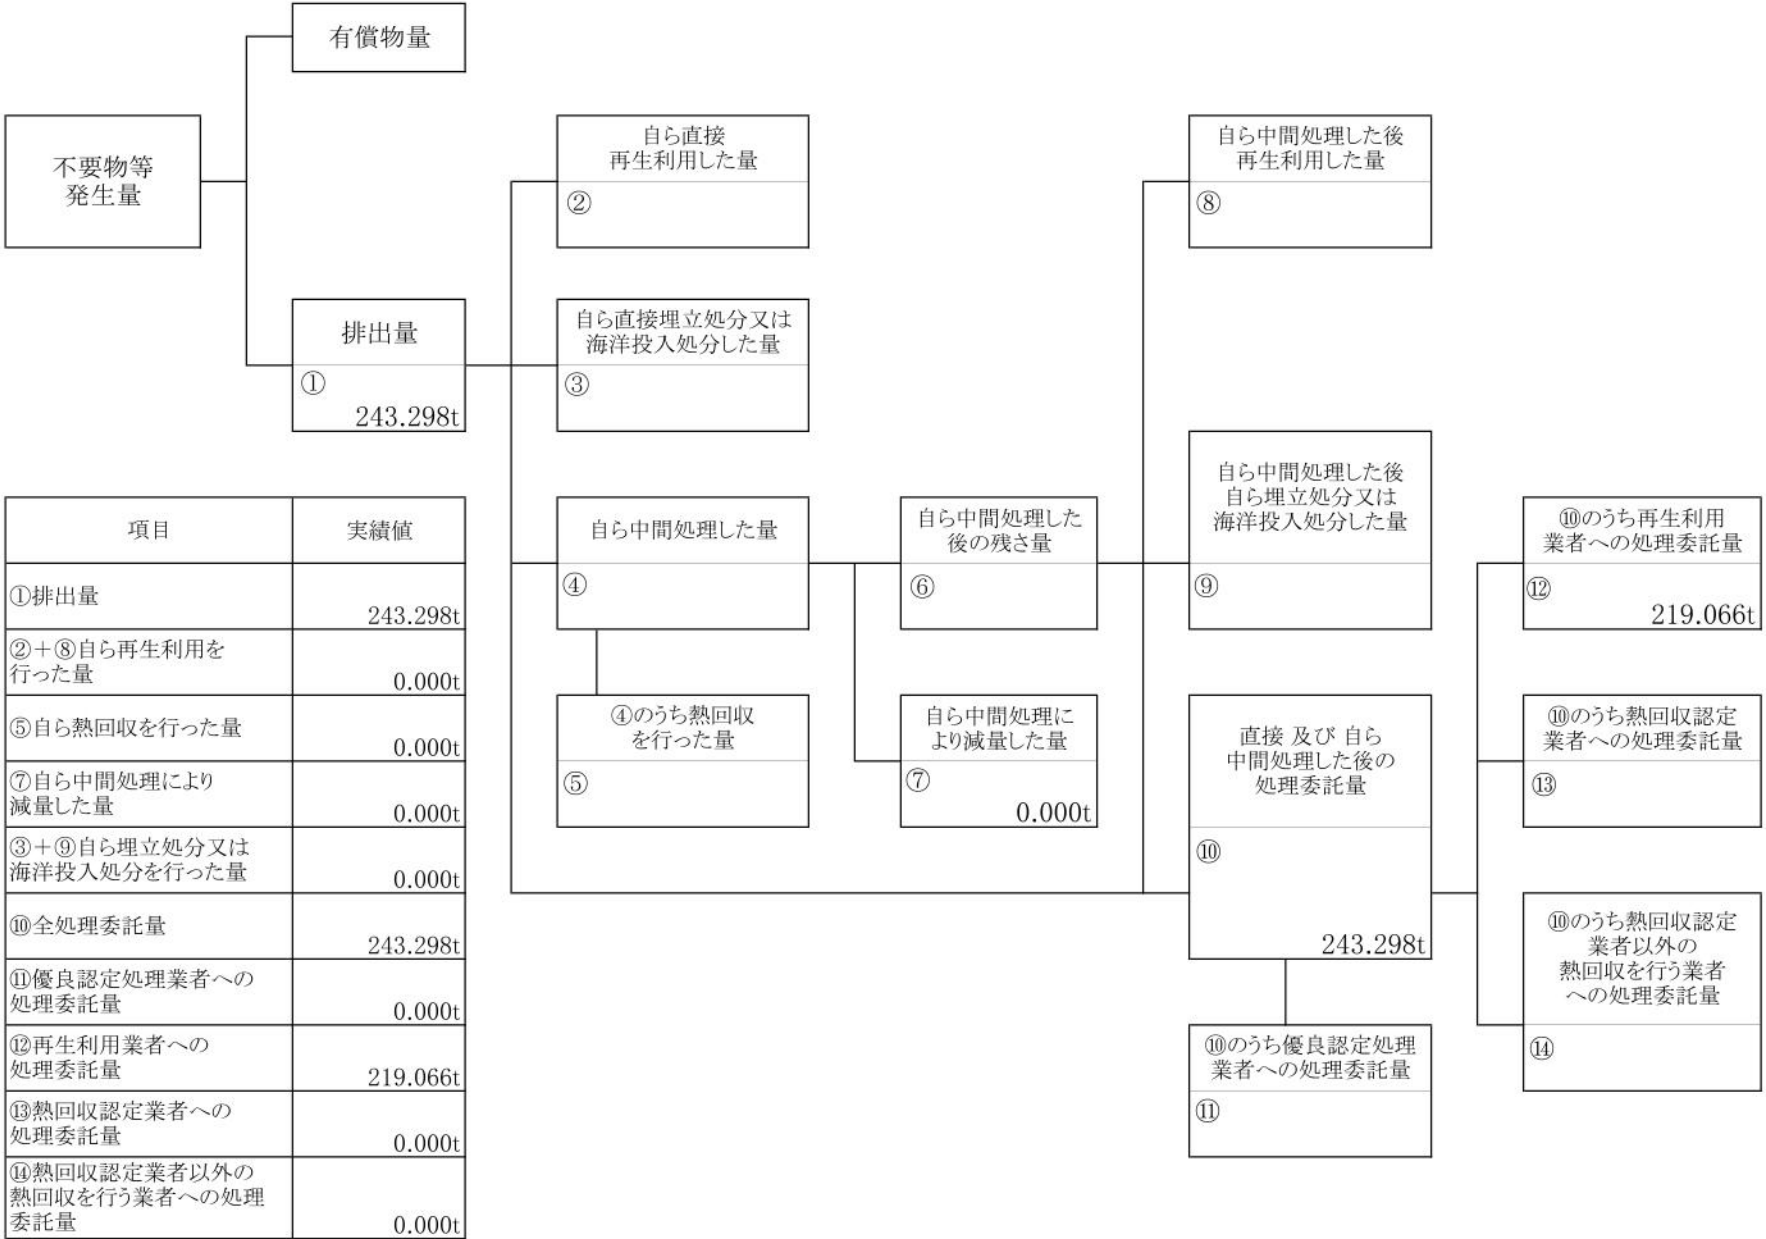 有償物量
不要物等
発生量
自ら直接
再生利用した量
②
自ら中間処理した後
再生利用した量
⑧
排出量
①
243.298t
自ら直接埋立処分又は
海洋投入処分した量
③
自ら中間処理した量
④
自ら中間処理した
後の残さ量
⑥
自ら中間処理した後
自ら埋立処分又は
海洋投入処分した量
⑨
⑩のうち再生利用
業者への処理委託量
⑫
219.066t
④のうち熱回収
を行った量
⑤
自ら中間処理に
より減量した量
⑦
0.000t
直接 及び 自ら
中間処理した後の
処理委託量
⑩
243.298t
⑩のうち熱回収認定
業者への処理委託量
⑬
⑩のうち熱回収認定
業者以外の
熱回収を行う業者
への処理委託量
⑭
⑩のうち優良認定処理
業者への処理委託量
⑪
項目 実績値
①排出量
243.298t
②+⑧自ら再生利用を
行った量
0.000t
⑤自ら熱回収を行った量
0.000t
⑦自ら中間処理により
減量した量
0.000t
③+⑨自ら埋立処分又は
海洋投入処分を行った量
0.000t
⑩全処理委託量
243.298t
⑪優良認定処理業者への
処理委託量
0.000t
⑫再生利用業者への
処理委託量
219.066t
⑬熱回収認定業者への
処理委託量
0.000t
⑭熱回収認定業者以外の
熱回収を行う業者への処理
委託量
0.000t